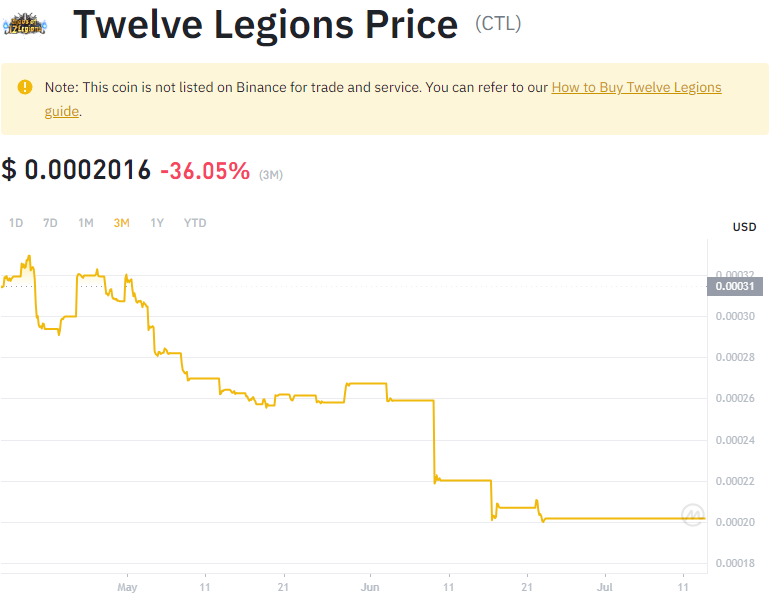 Twelve Legions Price (CTL)
Note: This coin is not listed on Binance for trade and service. You can refer to our How to Buy Twelve Legions
guide.
$ 0.0002016 -36.05% (3M)
1D 7D 1M 3M 1Y YTD
USD
0.00032
0.00031
0.00030
0.00028
0.00026
0.00024
0.00022
0.00020
0.00018
May 11 21 Jun 11 21 Jul 11